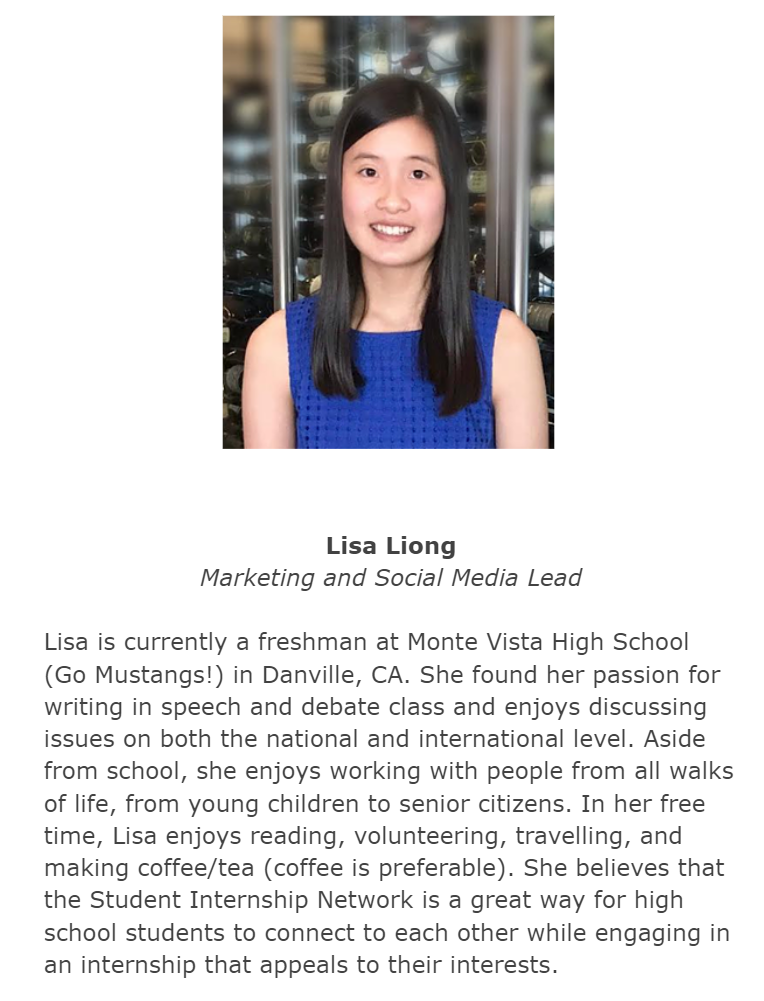 Lisa Liong
Marketing and Social Media Lead
Lisa is currently a freshman at Monte Vista High School
(Go Mustangs!) in Danville, CA. She found her passion for
writing in speech and debate class and enjoys discussing
issues on both the national and international level. Aside
from school, she enjoys working with people from all walks
of life, from young children to senior citizens. In her free
time, Lisa enjoys reading, volunteering, travelling, and
making coffee/tea (coffee is preferable). She believes that
the Student Internship Network is a great way for high
school students to connect to each other while engaging in
an internship that appeals to their interests.